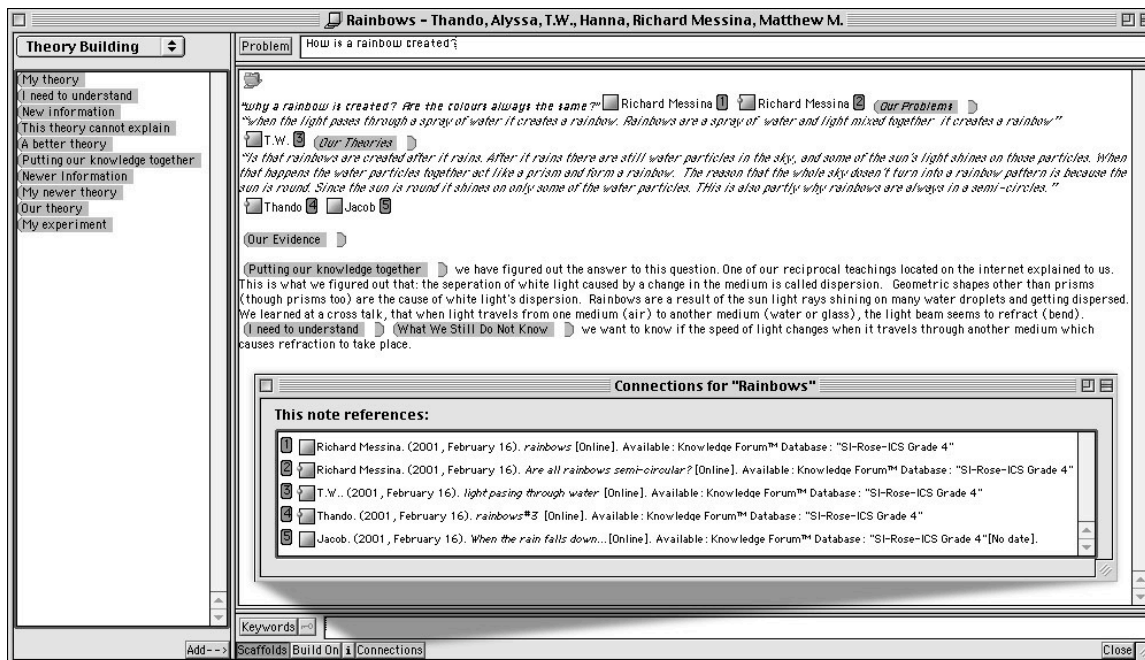 Rainbows - Thando, Alyssa, T.W., Hanna, Richard Messina, Matthew M.
Theory Building
My theory
I need to understand
New information
This theory cannot explain
A better theory
Putting our knowledge together
Newer Information
My newer theory
Our theory
My experiment
Add-->
Problem How is a rainbow created?
"why a rainbow is created? Are the colours always the same?" Richard Messina 1 Richard Messina 2 Our Problems
"when the light pases through a spray of water it creates a rainbow. Rainbows are a spray of water and light mixed together it creates a rainbow"
T.W. 3 Our Theories
"Is that rainbows are created after it rains. After it rains there are still water particles in the sky, and some of the sun's light shines on those particles. When
that happens the water particles together act like a prism and form a rainbow. The reason that the whole sky dosen't turn into a rainbow pattern is because the
sun is round. Since the sun is round it shines on only some of the water particles. THis is also partly why rainbows are always in a semi-circles."
Thando 4 Jacob 5
Our Evidence
Putting our knowledge together we have figured out the answer to this question. One of our reciprocal teachings located on the internet explained to us.
This is what we figured out that: the seperation of white light caused by a change in the medium is called dispersion. Geometric shapes other than prisms
(though prisms too) are the cause of white light's dispersion. Rainbows are a result of the sun light rays shining on many water droplets and getting dispersed.
We learned at a cross talk, that when light travels from one medium (air) to another medium (water or glass), the light beam seems to refract (bend).
I need to understand What We Still Do Not Know we want to know if the speed of light changes when it travels through another medium which
causes refraction to take place.
Connections for "Rainbows"
This note references:
1 Richard Messina. (2001, February 16). rainbows [Online]. Available: Knowledge Forum™ Database: "SI-Rose-ICS Grade 4"
2 Richard Messina. (2001, February 16). Are all rainbows semi-circular? [Online]. Available: Knowledge Forum™ Database: "SI-Rose-ICS Grade 4"
3 T.W.. (2001, February 16). light pasing through water [Online]. Available: Knowledge Forum™ Database: "SI-Rose-ICS Grade 4"
4 Thando. (2001, February 16). rainbows#3 [Online]. Available: Knowledge Forum™ Database: "SI-Rose-ICS Grade 4"
5 Jacob. (2001, February 16). When the rain falls down... [Online]. Available: Knowledge Forum™ Database: "SI-Rose-ICS Grade 4"[No date].
Keywords
Scaffolds Build On i Connections Close